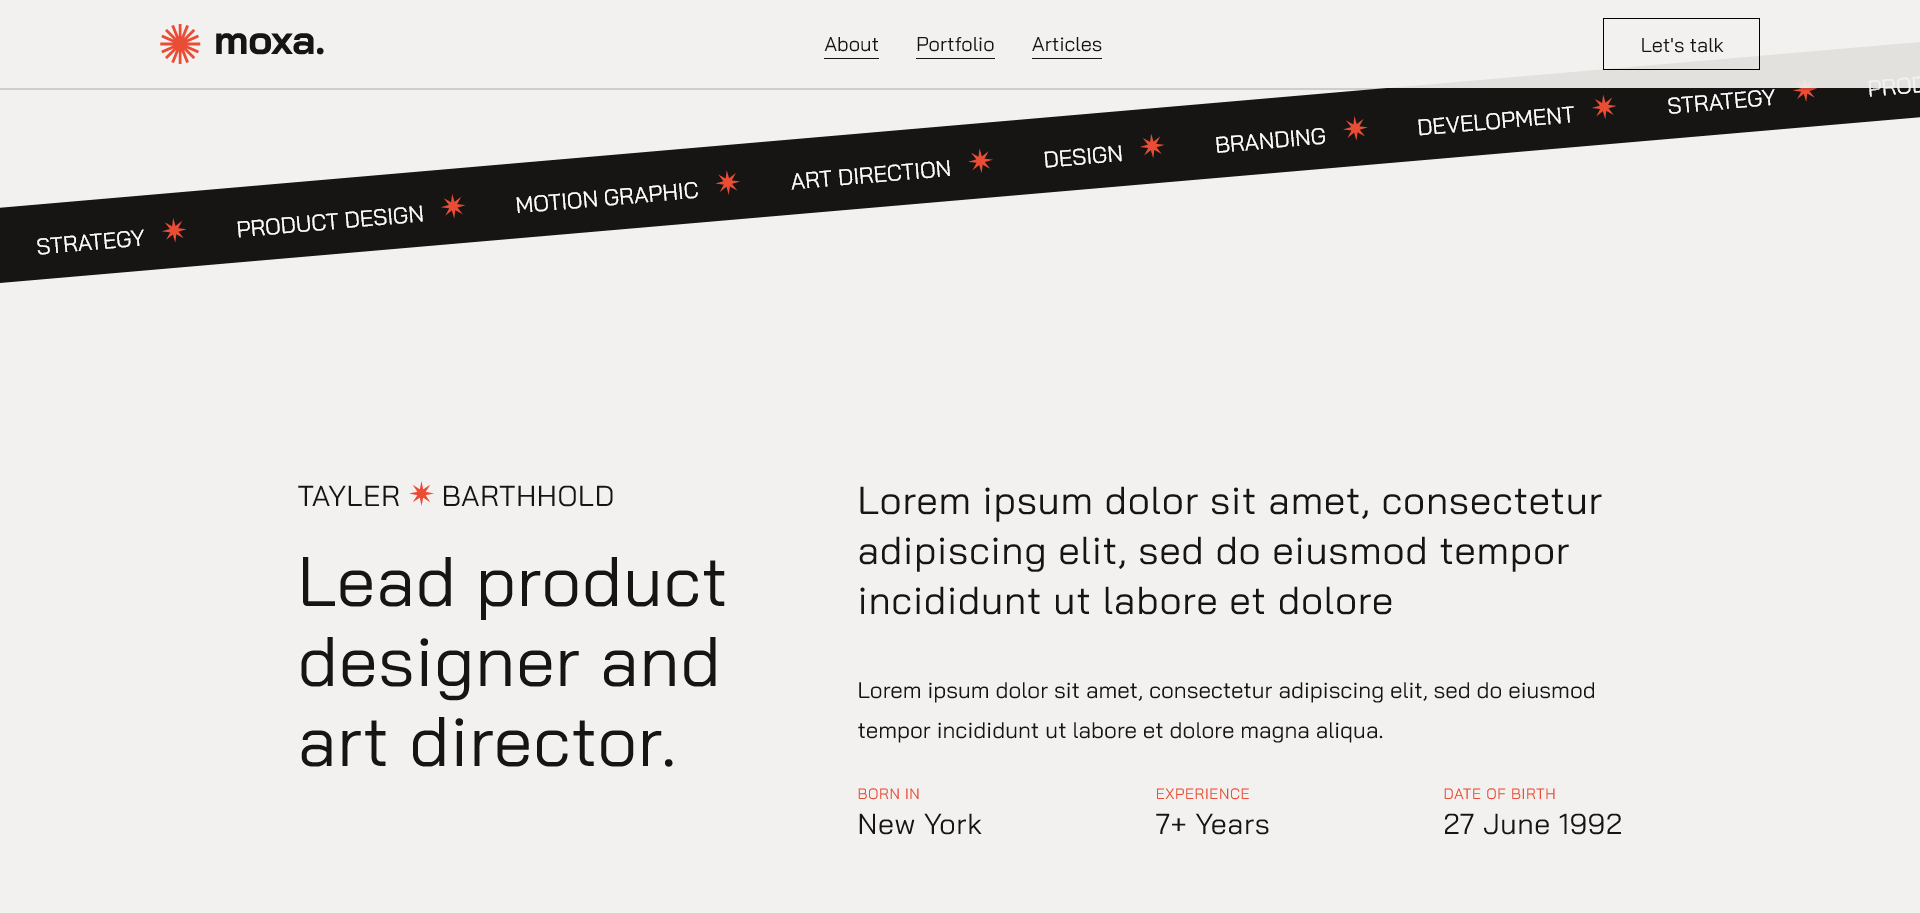 moxa.
About Portfolio Articles
Let's talk
STRATEGY PRODUCT DESIGN MOTION GRAPHIC ART DIRECTION DESIGN BRANDING DEVELOPMENT STRATEGY
TAYLER BARTHHOLD
Lead product
designer and
art director.
Lorem ipsum dolor sit amet, consectetur
adipiscing elit, sed do eiusmod tempor
incididunt ut labore et dolore
Lorem ipsum dolor sit amet, consectetur adipiscing elit, sed do eiusmod
tempor incididunt ut labore et dolore magna aliqua.
BORN IN
New York
EXPERIENCE
7+ Years
DATE OF BIRTH
27 June 1992